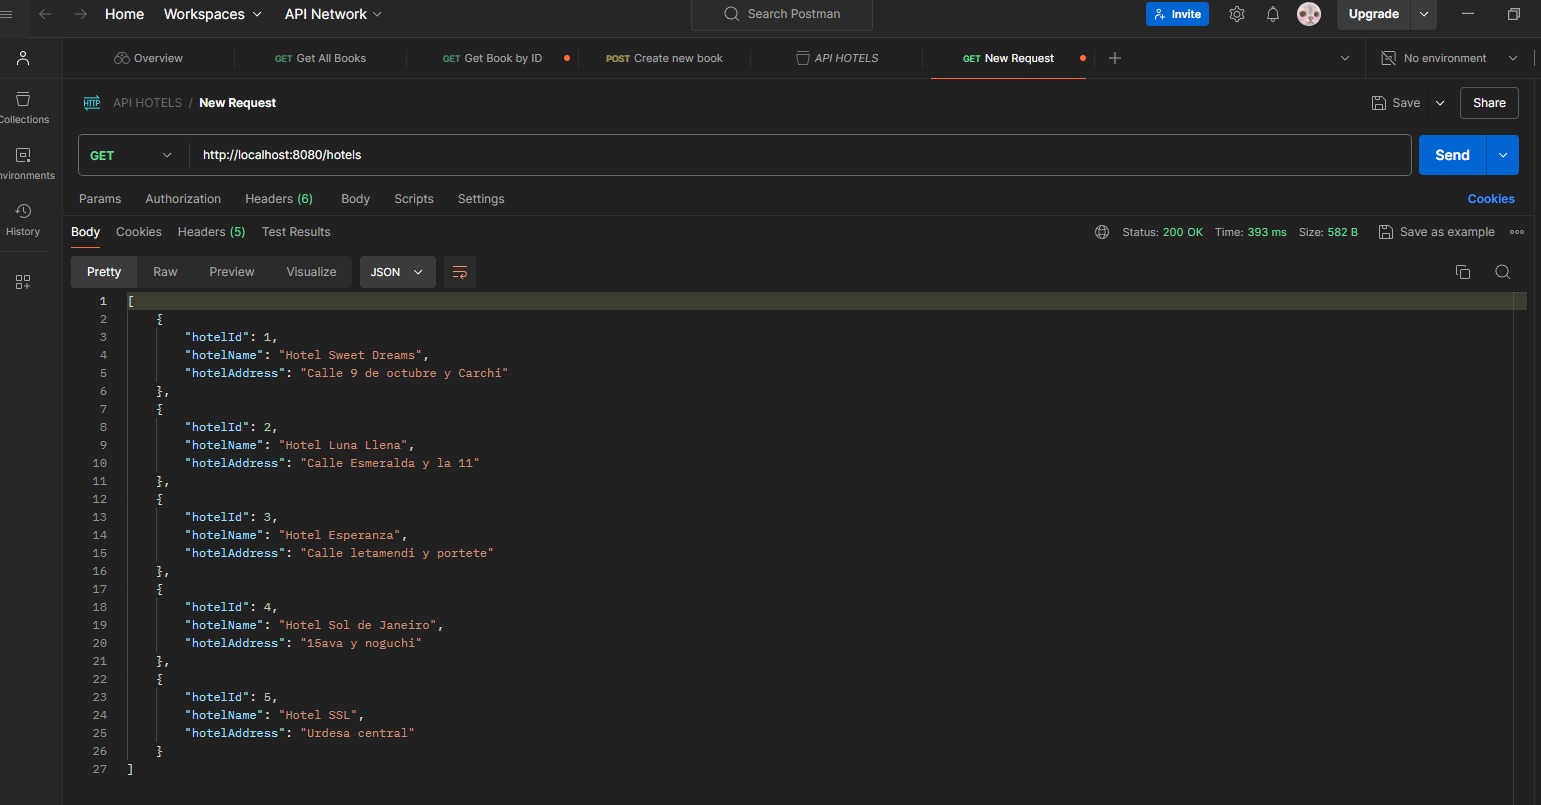 Home Workspaces API Network Search Postman Invite Upgrade
Overview GET Get All Books GET Get Book by ID POST Create new book API HOTELS GET New Request No environment
HTTP API HOTELS / New Request Save Share
GET http://localhost:8080/hotels Send
Params Authorization Headers (6) Body Scripts Settings Cookies
Body Cookies Headers (5) Test Results Status: 200 OK Time: 393 ms Size: 582 B Save as example
Pretty Raw Preview Visualize JSON
Collections
nvironments
History
1 [
2 {
3 "hotelId": 1,
4 "hotelName": "Hotel Sweet Dreams",
5 "hotelAddress": "Calle 9 de octubre y Carchi"
6 },
7 {
8 "hotelId": 2,
9 "hotelName": "Hotel Luna Llena",
10 "hotelAddress": "Calle Esmeralda y la 11"
11 },
12 {
13 "hotelId": 3,
14 "hotelName": "Hotel Esperanza",
15 "hotelAddress": "Calle letamendi y portete"
16 },
17 {
18 "hotelId": 4,
19 "hotelName": "Hotel Sol de Janeiro",
20 "hotelAddress": "15ava y noguchi"
21 },
22 {
23 "hotelId": 5,
24 "hotelName": "Hotel SSL",
25 "hotelAddress": "Urdesa central"
26 }
27 ]